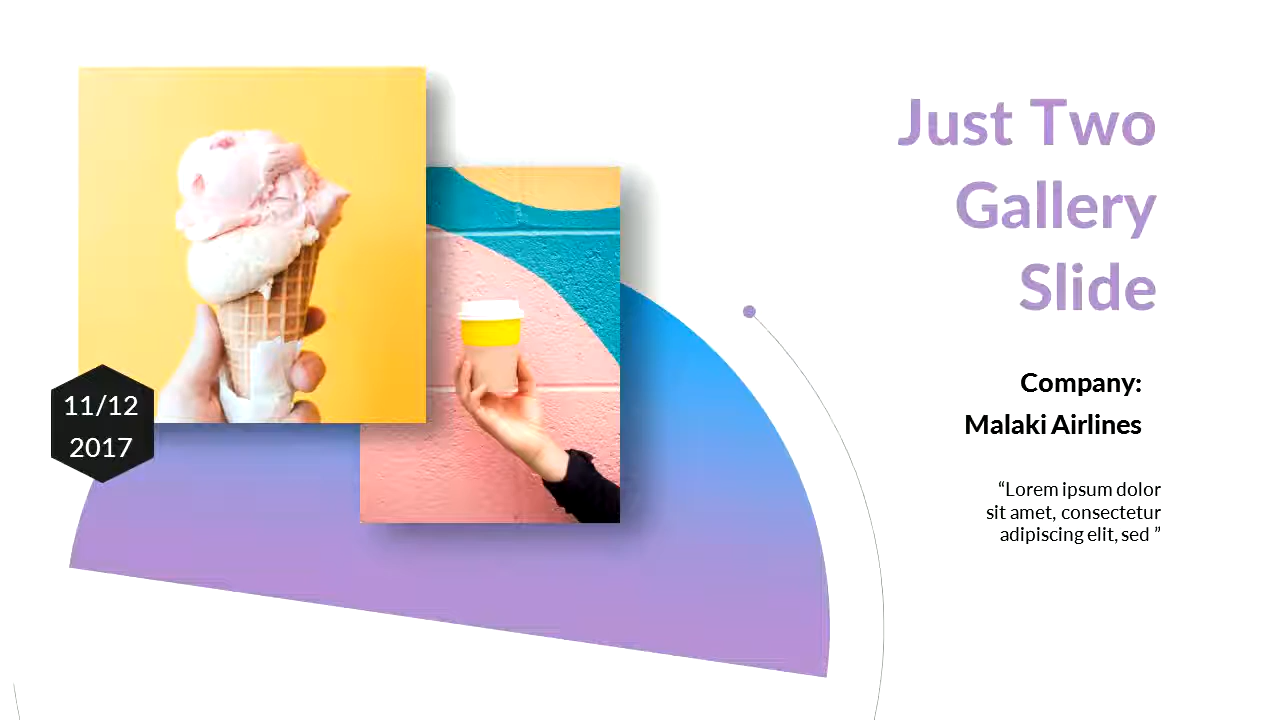 Just Two
Gallery
Slide
11/12
2017
Company:
Malaki Airlines
“Lorem ipsum dolor
sit amet, consectetur
adipiscing elit, sed ”